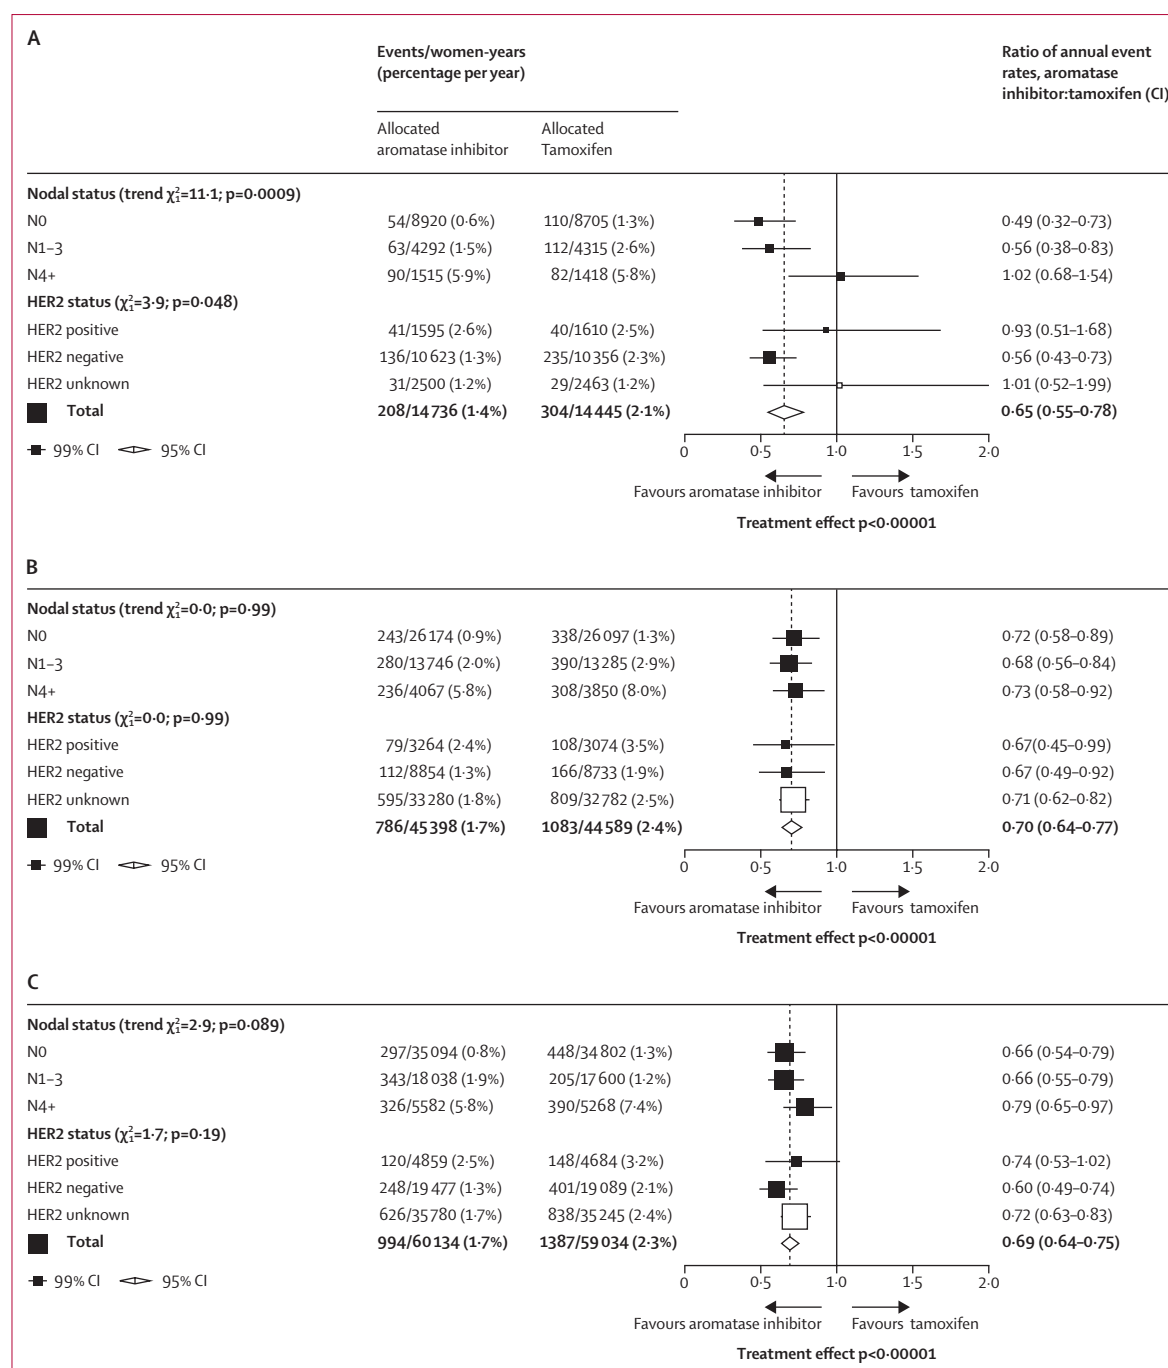 A
Events/women-years
(percentage per year)
Ratio of annual event
rates, aromatase
inhibitor:tamoxifen (CI)
Allocated
aromatase inhibitor
Allocated
Tamoxifen
Nodal status (trend χ²₁=11·1; p=0·0009)
N0 54/8920 (0·6%) 110/8705 (1·3%) 0·49 (0·32–0·73)
N1–3 63/4292 (1·5%) 112/4315 (2·6%) 0·56 (0·38–0·83)
N4+ 90/1515 (5·9%) 82/1418 (5·8%) 1·02 (0·68–1·54)
HER2 status (χ²₁=3·9; p=0·048)
HER2 positive 41/1595 (2·6%) 40/1610 (2·5%) 0·93 (0·51–1·68)
HER2 negative 136/10 623 (1·3%) 235/10 356 (2·3%) 0·56 (0·43–0·73)
HER2 unknown 31/2500 (1·2%) 29/2463 (1·2%) 1·01 (0·52–1·99)
Total 208/14 736 (1·4%) 304/14 445 (2·1%) 0·65 (0·55–0·78)
99% CI 95% CI
0 0·5 1·0 1·5 2·0
Favours aromatase inhibitor Favours tamoxifen
Treatment effect p<0·00001
B
Nodal status (trend χ²₁=0·0; p=0·99)
N0 243/26 174 (0·9%) 338/26 097 (1·3%) 0·72 (0·58–0·89)
N1–3 280/13 746 (2·0%) 390/13 285 (2·9%) 0·68 (0·56–0·84)
N4+ 236/4067 (5·8%) 308/3850 (8·0%) 0·73 (0·58–0·92)
HER2 status (χ²₁=0·0; p=0·99)
HER2 positive 79/3264 (2·4%) 108/3074 (3·5%) 0·67(0·45–0·99)
HER2 negative 112/8854 (1·3%) 166/8733 (1·9%) 0·67 (0·49–0·92)
HER2 unknown 595/33 280 (1·8%) 809/32 782 (2·5%) 0·71 (0·62–0·82)
Total 786/45 398 (1·7%) 1083/44 589 (2·4%) 0·70 (0·64–0·77)
99% CI 95% CI
0 0·5 1·0 1·5 2·0
Favours aromatase inhibitor Favours tamoxifen
Treatment effect p<0·00001
C
Nodal status (trend χ²₁=2·9; p=0·089)
N0 297/35 094 (0·8%) 448/34 802 (1·3%) 0·66 (0·54–0·79)
N1–3 343/18 038 (1·9%) 205/17 600 (1·2%) 0·66 (0·55–0·79)
N4+ 326/5582 (5·8%) 390/5268 (7·4%) 0·79 (0·65–0·97)
HER2 status (χ²₁=1·7; p=0·19)
HER2 positive 120/4859 (2·5%) 148/4684 (3·2%) 0·74 (0·53–1·02)
HER2 negative 248/19 477 (1·3%) 401/19 089 (2·1%) 0·60 (0·49–0·74)
HER2 unknown 626/35 780 (1·7%) 838/35 245 (2·4%) 0·72 (0·63–0·83)
Total 994/60 134 (1·7%) 1387/59 034 (2·3%) 0·69 (0·64–0·75)
99% CI 95% CI
0 0·5 1·0 1·5 2·0
Favours aromatase inhibitor Favours tamoxifen
Treatment effect p<0·00001